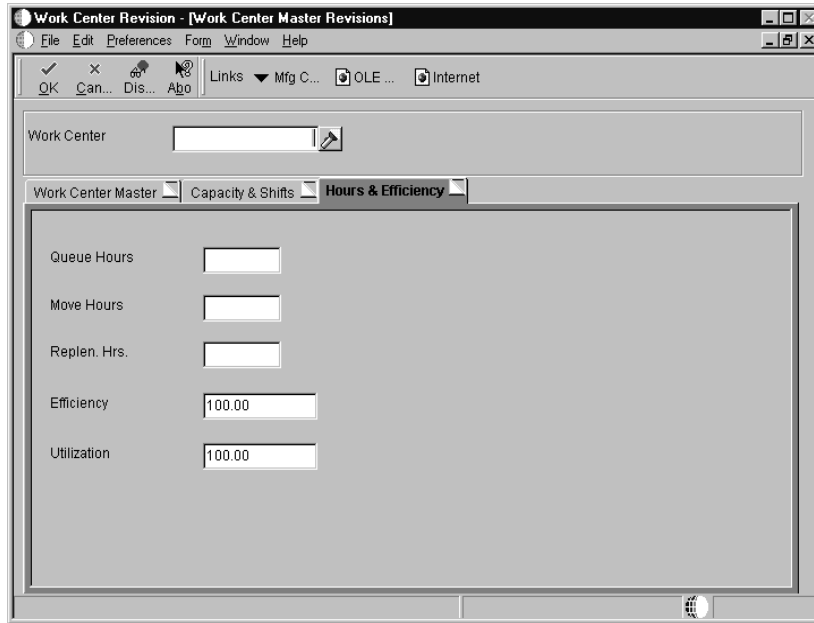 Work Center Revision - [Work Center Master Revisions]
File Edit Preferences Form Window Help
OK Can... Dis... Abo Links Mfg C... OLE ... Internet
Work Center
Work Center Master Capacity & Shifts Hours & Efficiency
Queue Hours
Move Hours
Replen. Hrs.
Efficiency 100.00
Utilization 100.00